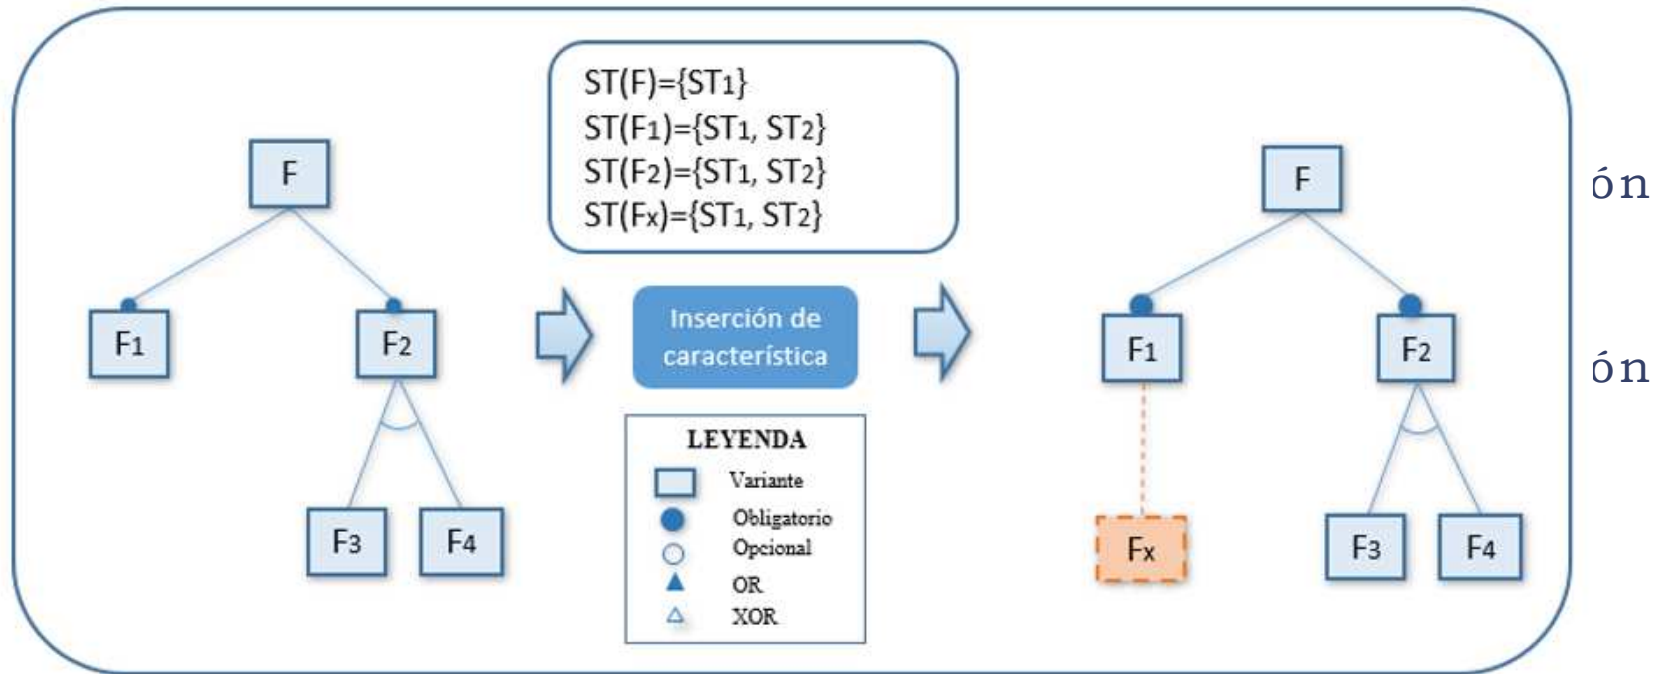 ST(F)={ST1}
ST(F1)={ST1, ST2}
ST(F2)={ST1, ST2}
ST(Fx)={ST1, ST2}
F
F1
F2
F3
F4
Inserción de
característica
LEYENDA
Variante
Obligatorio
Opcional
OR
XOR
F
F1
F2
Fx
F3
F4
ón
ón